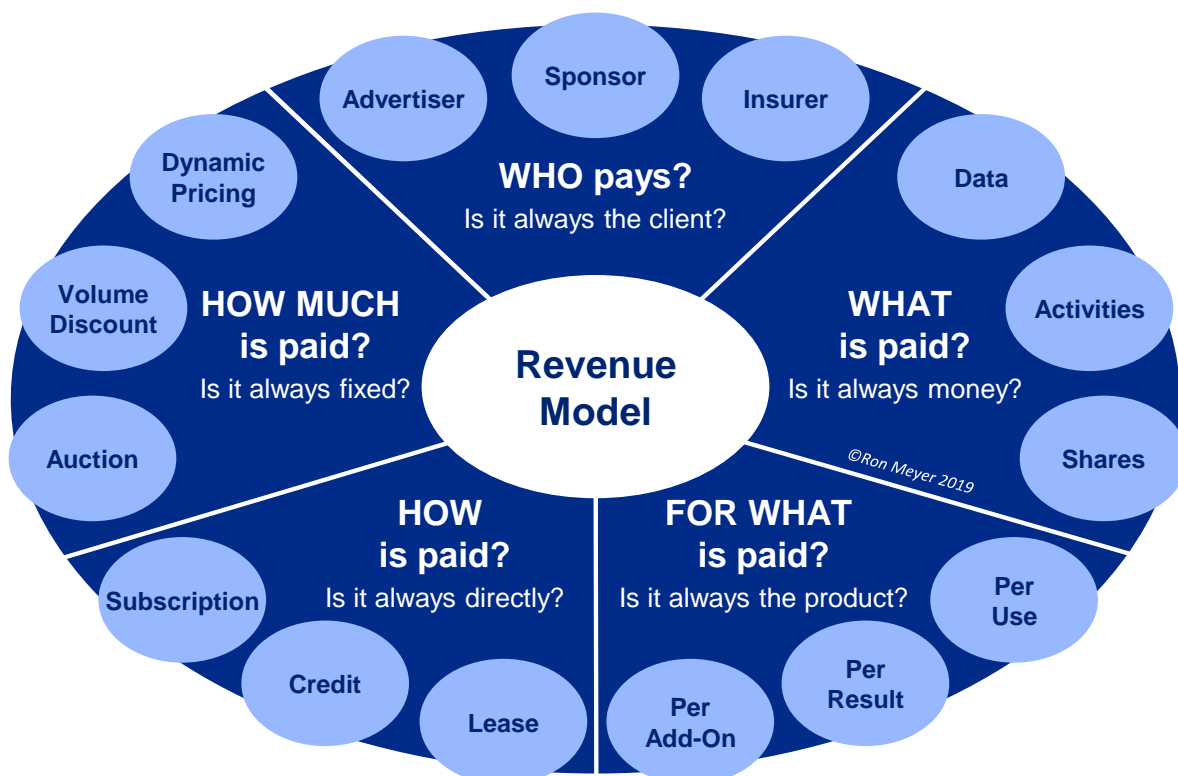 Advertiser
Sponsor
Insurer
WHO pays?
Is it always the client?
Data
Activities
Shares
WHAT
is paid?
Is it always money?
©Ron Meyer 2019
Per
Use
Per
Result
Per
Add-On
FOR WHAT
is paid?
Is it always the product?
Lease
Credit
Subscription
HOW
is paid?
Is it always directly?
Auction
Volume
Discount
Dynamic
Pricing
HOW MUCH
is paid?
Is it always fixed?
Revenue
Model